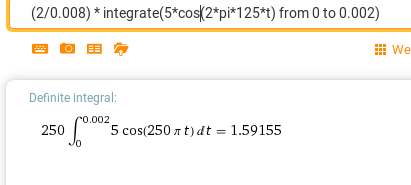 (2/0.008) * integrate(5*cos(2*pi*125*t) from 0 to 0.002)
We
Definite integral:
250 ∫₀^0.002 5 cos(250 π t) dt = 1.59155